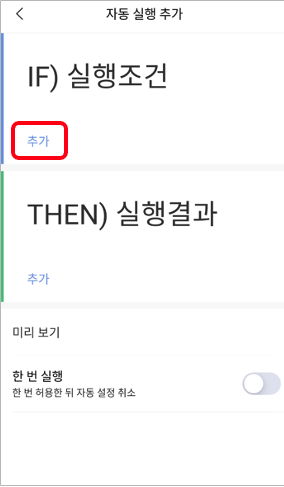 자동 실행 추가
IF) 실행조건
추가
THEN) 실행결과
추가
미리 보기
한 번 실행
한 번 허용한 뒤 자동 설정 취소